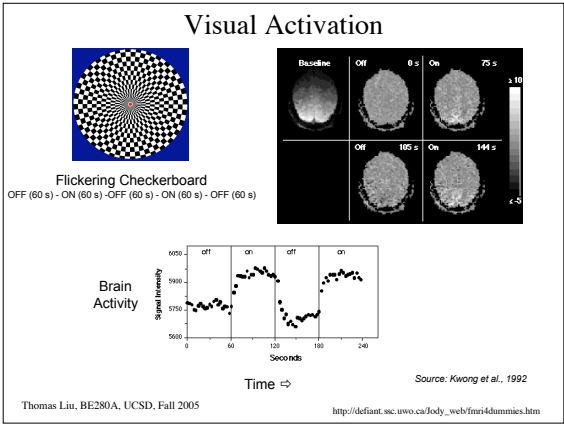 Visual Activation
Flickering Checkerboard
OFF (60 s) - ON (60 s) -OFF (60 s) - ON (60 s) - OFF (60 s)
Baseline
Off 0 s
On 75 s
Off 105 s
On 144 s
≥ 10
≤ -5
Brain
Activity
Signal Intensity
6050
5900
5750
5600
off on off on
0 60 120 180 240
Seconds
Time ⇨
Source: Kwong et al., 1992
Thomas Liu, BE280A, UCSD, Fall 2005
http://defiant.ssc.uwo.ca/Jody_web/fmri4dummies.htm